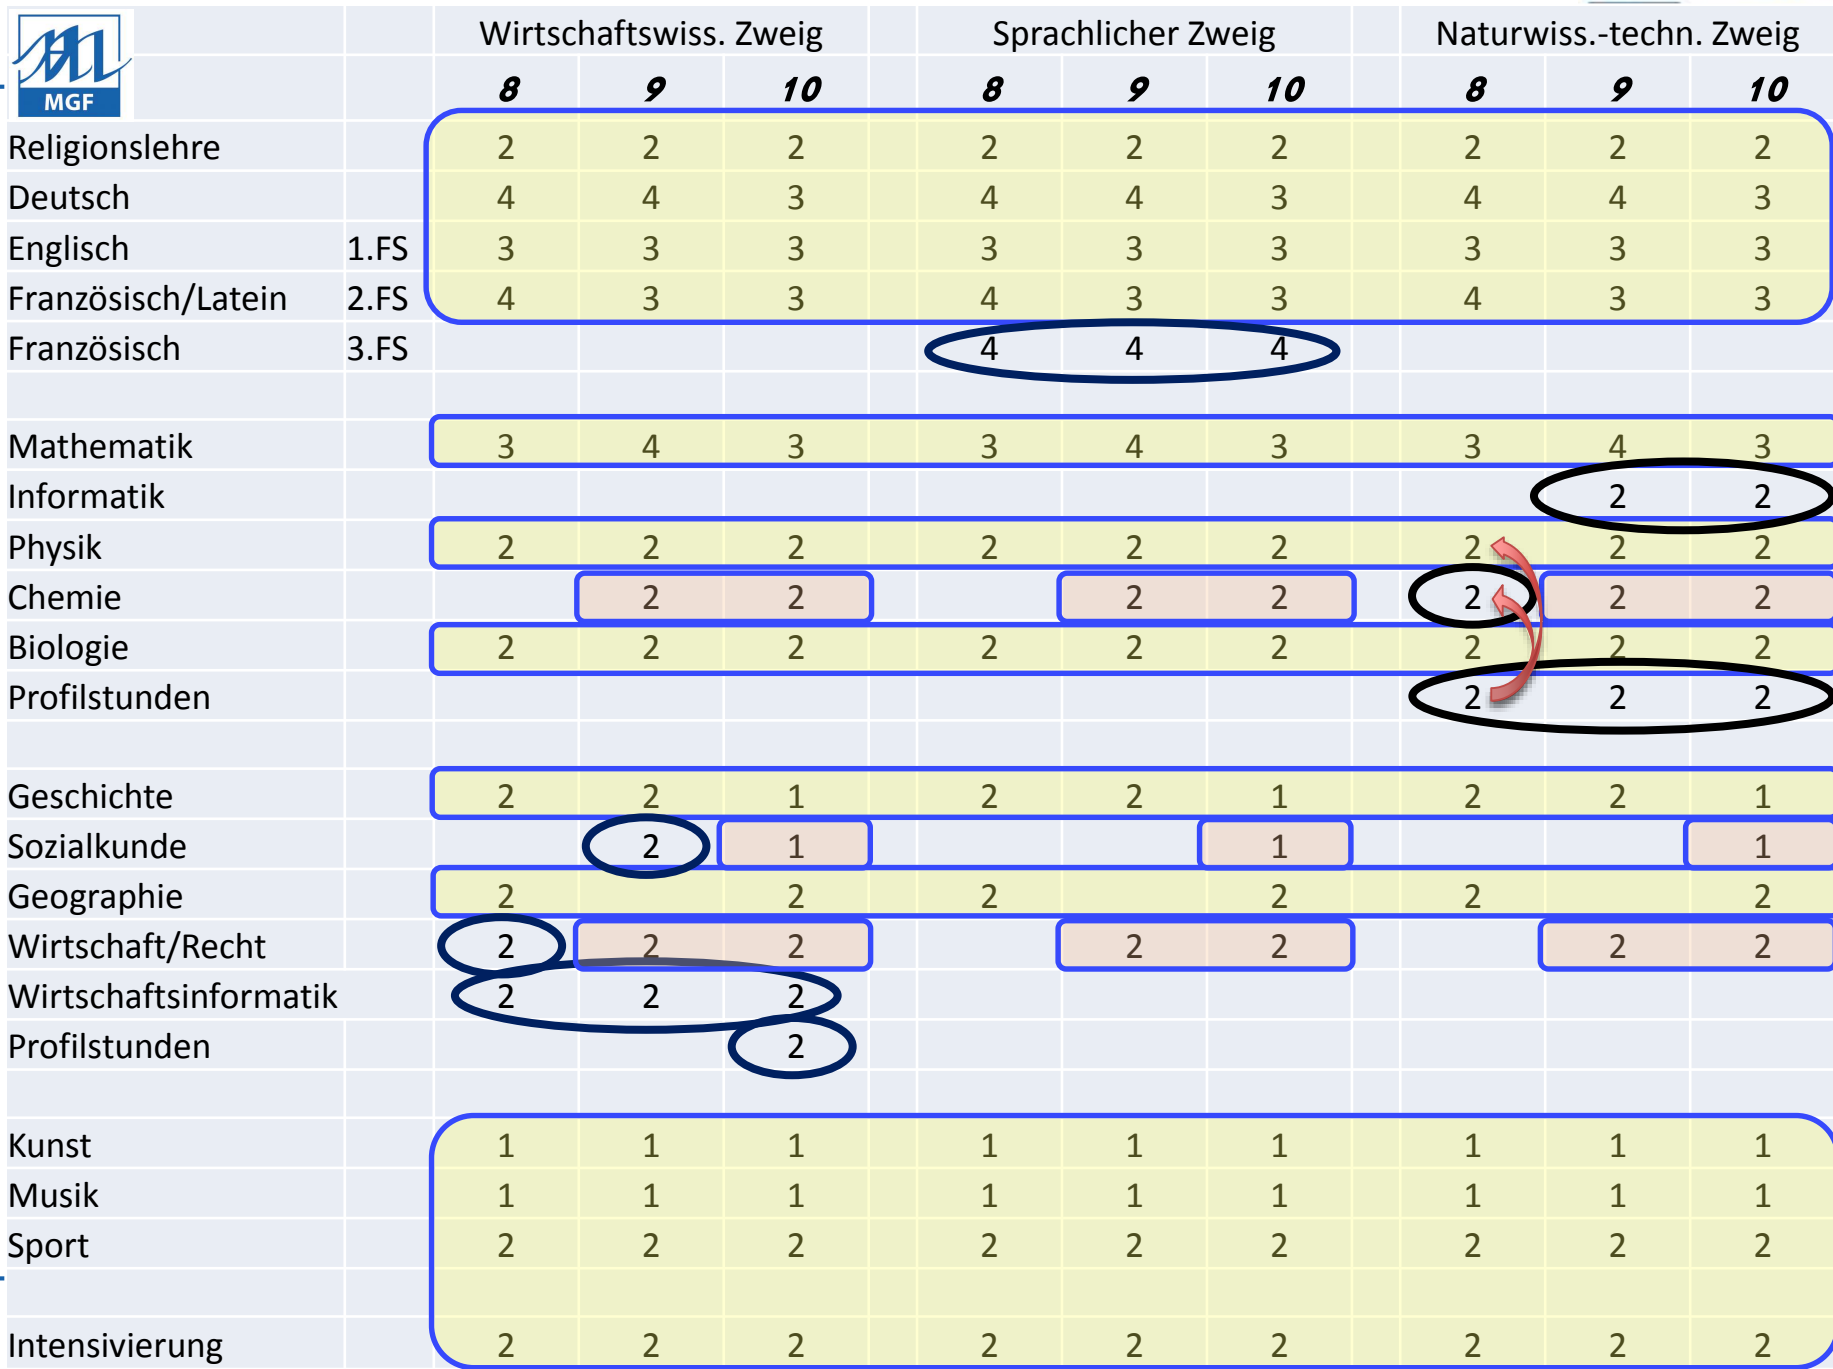 MGF
Wirtschaftswiss. Zweig Sprachlicher Zweig Naturwiss.-techn. Zweig
8 9 10 8 9 10 8 9 10
Religionslehre 2 2 2 2 2 2 2 2 2
Deutsch 4 4 3 4 4 3 4 4 3
Englisch 1.FS 3 3 3 3 3 3 3 3 3
Französisch/Latein 2.FS 4 3 3 4 3 3 4 3 3
Französisch 3.FS 4 4 4
Mathematik 3 4 3 3 4 3 3 4 3
Informatik 2 2
Physik 2 2 2 2 2 2 2 2 2
Chemie 2 2 2 2 2 2 2
Biologie 2 2 2 2 2 2 2 2 2
Profilstunden 2 2 2
Geschichte 2 2 1 2 2 1 2 2 1
Sozialkunde 2 1 1 1
Geographie 2 2 2 2 2 2
Wirtschaft/Recht 2 2 2 2 2 2 2
Wirtschaftsinformatik 2 2 2
Profilstunden 2
Kunst 1 1 1 1 1 1 1 1 1
Musik 1 1 1 1 1 1 1 1 1
Sport 2 2 2 2 2 2 2 2 2
Intensivierung 2 2 2 2 2 2 2 2 2